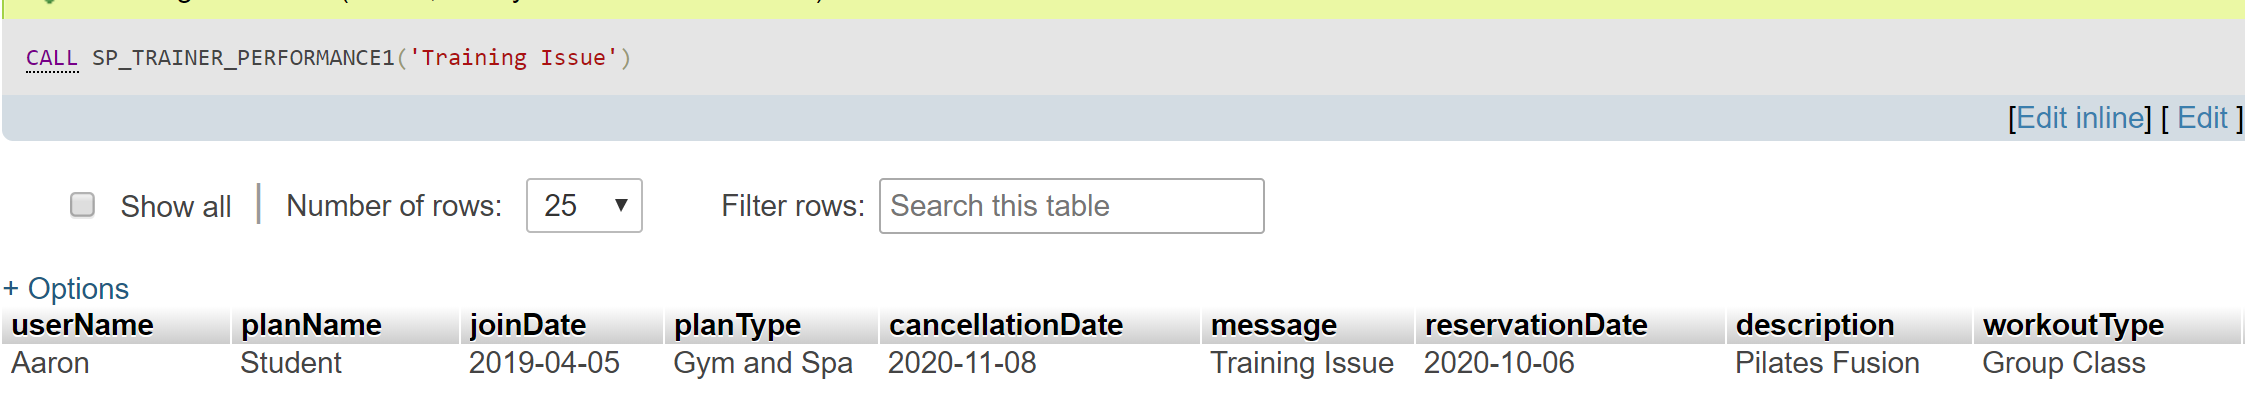 CALL SP_TRAINER_PERFORMANCE1('Training Issue')
[Edit inline] [ Edit ]
Show all | Number of rows: 25 Filter rows: Search this table
+ Options
userName planName joinDate planType cancellationDate message reservationDate description workoutType
Aaron Student 2019-04-05 Gym and Spa 2020-11-08 Training Issue 2020-10-06 Pilates Fusion Group Class